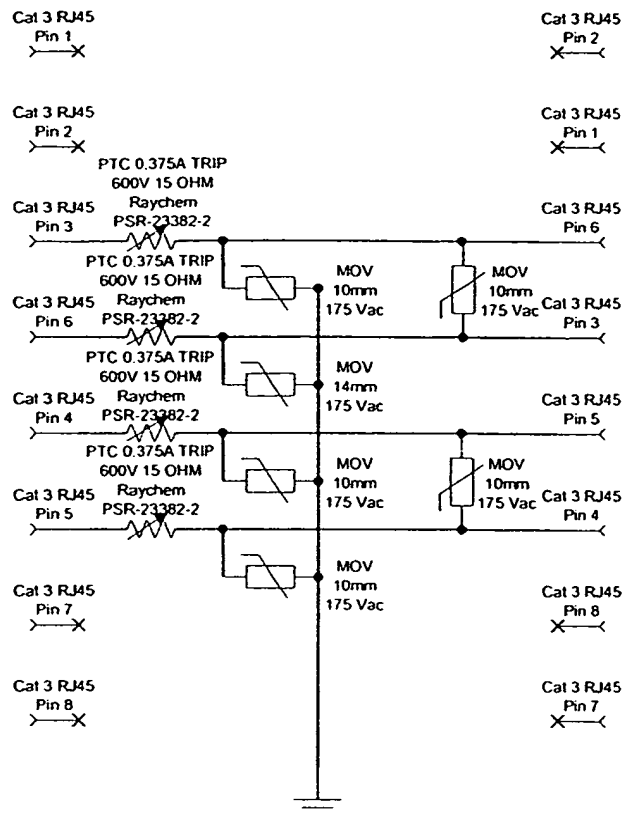 Cat 3 RJ45
Pin 1
Cat 3 RJ45
Pin 2
Cat 3 RJ45
Pin 2
Cat 3 RJ45
Pin 1
PTC 0.375A TRIP
600V 15 OHM
Raychem
PSR-23382-2
Cat 3 RJ45
Pin 3
Cat 3 RJ45
Pin 6
PTC 0.375A TRIP
600V 15 OHM
Raychem
PSR-23382-2
MOV
10mm
175 Vac
MOV
10mm
175 Vac
Cat 3 RJ45
Pin 6
Cat 3 RJ45
Pin 3
PTC 0.375A TRIP
600V 15 OHM
Raychem
PSR-23382-2
MOV
14mm
175 Vac
Cat 3 RJ45
Pin 4
Cat 3 RJ45
Pin 5
PTC 0.375A TRIP
600V 15 OHM
Raychem
PSR-23382-2
MOV
10mm
175 Vac
MOV
10mm
175 Vac
Cat 3 RJ45
Pin 5
Cat 3 RJ45
Pin 4
MOV
10mm
175 Vac
Cat 3 RJ45
Pin 7
Cat 3 RJ45
Pin 8
Cat 3 RJ45
Pin 8
Cat 3 RJ45
Pin 7